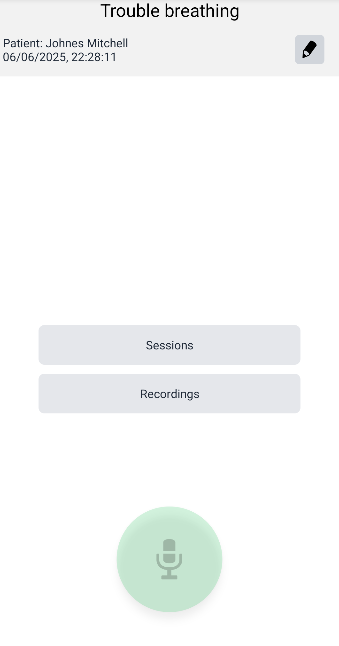 Trouble breathing
Patient: Johnes Mitchell
06/06/2025, 22:28:11
Sessions
Recordings